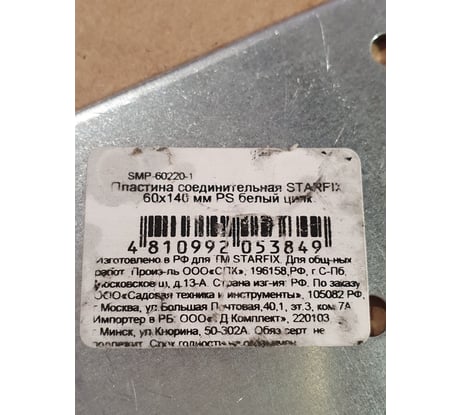 SMP-60220-1
Пластина соединительная STARFIX
60х140 мм PS белый цинк
4 810992 053849
Изготовлено в РФ для ТМ STARFIX. Для общ-ных
работ. Произ-ль ООО«СПК», 196158,РФ, г С-Пб,
Московское ш, д.13-А. Страна изг-ия: РФ. По заказу
ООО«Садовая техника и инструменты», 105082 РФ,
г. Москва, ул.Большая Почтовая,40,1, эт.3, ком.7А
Импортер в РБ: ООО«ТД Комплект», 220103
г Минск, ул.Кнорина, 50-302А. Обяз серт не
подлежит. Срок годности не